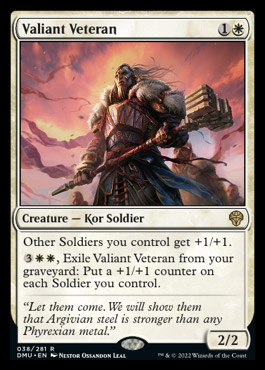 Valiant Veteran 1
Creature — Kor Soldier
Other Soldiers you control get +1/+1.
3, Exile Valiant Veteran from your
graveyard: Put a +1/+1 counter on
each Soldier you control.
“Let them come. We will show them
that Argivian steel is stronger than any
Phyrexian metal.”
2/2
038/281 R
DMU • EN NESTOR OSSANDON LEAL ™ & © 2022 Wizards of the Coast